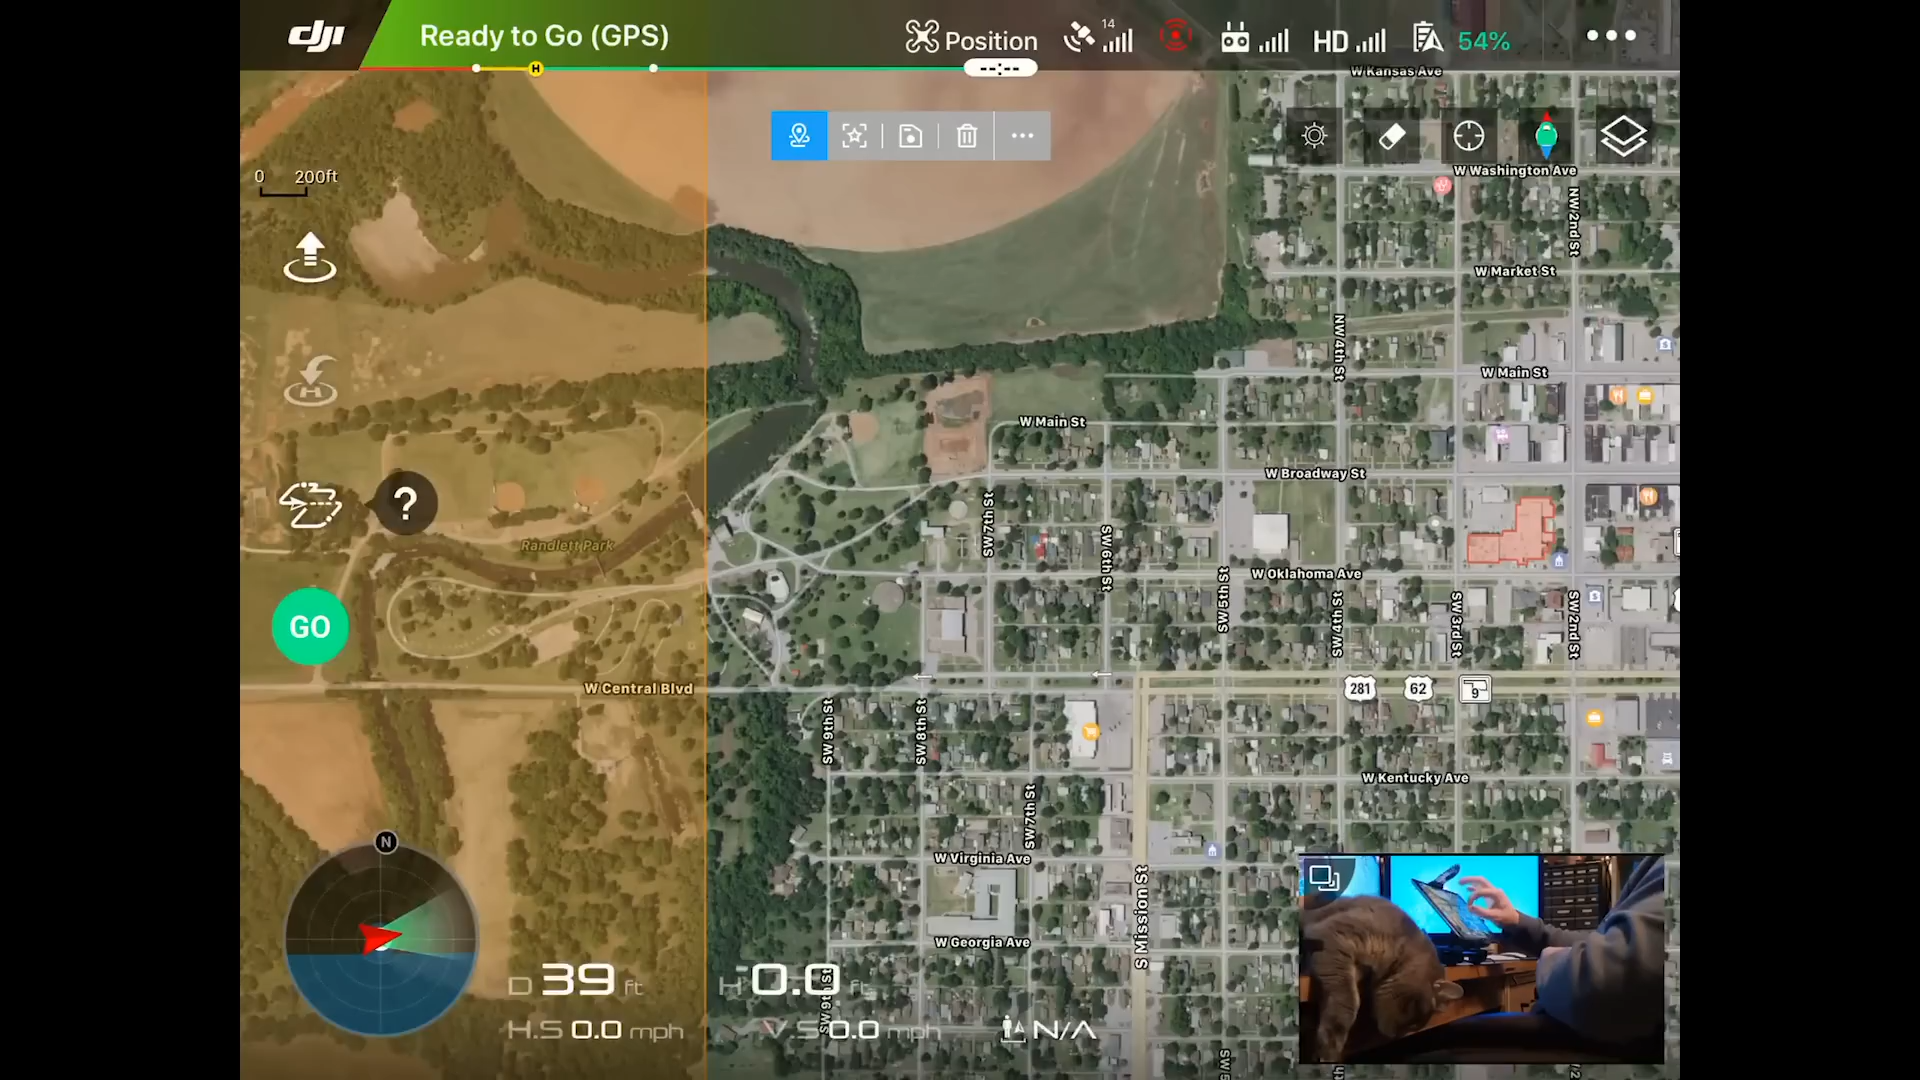 dji
Ready to Go (GPS)
Position
14
HD
54%
H
--:--
W Kansas Ave
0 200ft
W Washington Ave
NW 2nd St
W Market St
NW 4th St
W Main St
W Main St
W Broadway St
SW 7th St
SW 6th St
H
?
Randlett Park
W Oklahoma Ave
SW 5th St
SW 4th St
SW 3rd St
SW 2nd St
GO
W Central Blvd
281
62
9
SW 9th St
SW 8th St
W Kentucky Ave
SW 7th St
N
W Virginia Ave
S Mission St
W Georgia Ave
D 39 ft
H 0.0 ft
SW 9th St
H.S 0.0 mph
V.S 0.0 mph
N/A